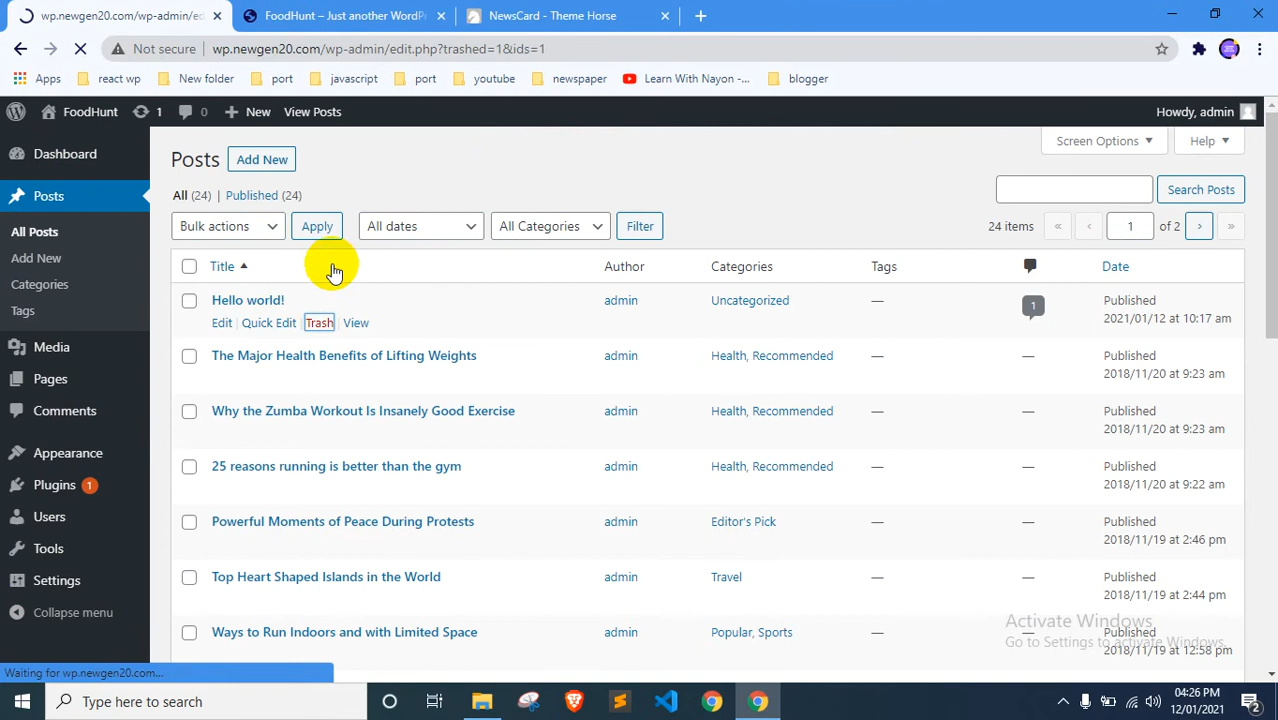 wp.newgen20.com/wp-admin/ed
FoodHunt – Just another WordP
NewsCard - Theme Horse
Not secure
wp.newgen20.com/wp-admin/edit.php?trashed=1&ids=1
Apps
react wp
New folder
port
javascript
port
youtube
newspaper
Learn With Nayon -...
blogger
FoodHunt
1
0
New
View Posts
Howdy, admin
Dashboard
Posts
All Posts
Add New
Categories
Tags
Media
Pages
Comments
Appearance
Plugins 1
Users
Tools
Settings
Collapse menu
Posts
Add New
Screen Options
Help
All (24) | Published (24)
Search Posts
Bulk actions
Apply
All dates
All Categories
Filter
24 items « ‹ 1 of 2 › »
Title Author Categories Tags Date
Hello world! admin Uncategorized — 1 Published
2021/01/12 at 10:17 am
Edit | Quick Edit | Trash | View
The Major Health Benefits of Lifting Weights admin Health, Recommended — — Published
2018/11/20 at 9:23 am
Why the Zumba Workout Is Insanely Good Exercise admin Health, Recommended — — Published
2018/11/20 at 9:23 am
25 reasons running is better than the gym admin Health, Recommended — — Published
2018/11/20 at 9:22 am
Powerful Moments of Peace During Protests admin Editor's Pick — — Published
2018/11/19 at 2:46 pm
Top Heart Shaped Islands in the World admin Travel — — Published
2018/11/19 at 2:44 pm
Ways to Run Indoors and with Limited Space admin Popular, Sports — — Published
2018/11/19 at 12:58 pm
Activate Windows
Go to Settings to activate Windows.
Waiting for wp.newgen20.com...
Type here to search
04:26 PM
12/01/2021
2